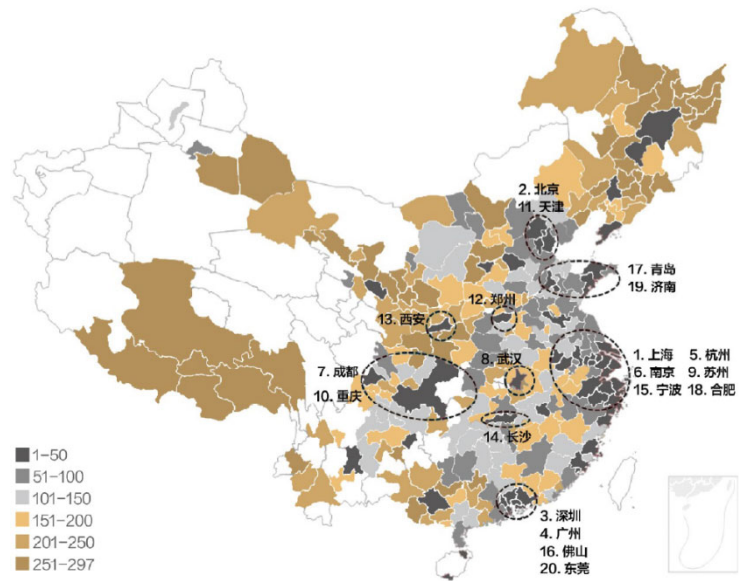 2. 北京
11. 天津
17. 青岛
19. 济南
12. 郑州
13. 西安
1. 上海 5. 杭州
6. 南京 9. 苏州
15. 宁波 18. 合肥
8. 武汉
7. 成都
10. 重庆
14. 长沙
3. 深圳
4. 广州
16. 佛山
20. 东莞
1-50
51-100
101-150
151-200
201-250
251-297